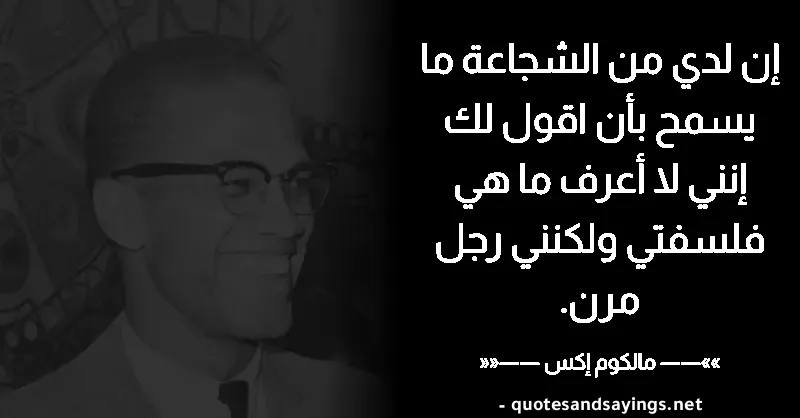 إن لدي من الشجاعة ما
يسمح بأن اقول لك
إنني لا أعرف ما هي
فلسفتي ولكنني رجل
مرن.
»»—— مالكوم إكس ——««
- quotesandsayings.net